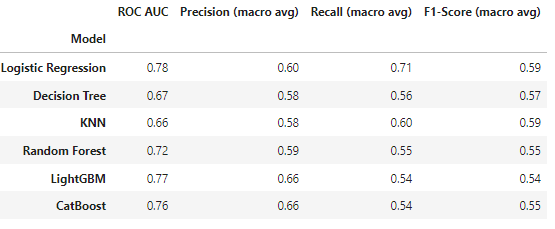 ROC AUC Precision (macro avg) Recall (macro avg) F1-Score (macro avg)
Model
Logistic Regression 0.78 0.60 0.71 0.59
Decision Tree 0.67 0.58 0.56 0.57
KNN 0.66 0.58 0.60 0.59
Random Forest 0.72 0.59 0.55 0.55
LightGBM 0.77 0.66 0.54 0.54
CatBoost 0.76 0.66 0.54 0.55